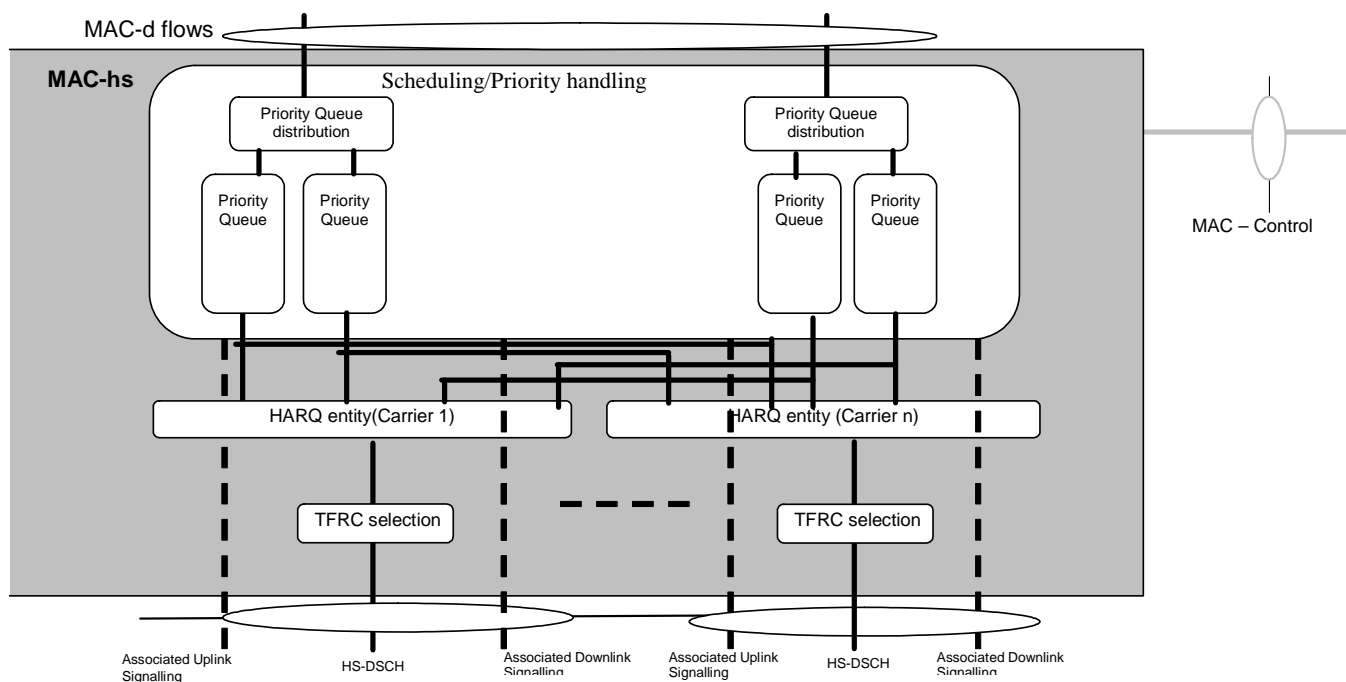 MAC-d flows
MAC-hs
Scheduling/Priority handling
Priority Queue
distribution
Priority Queue
distribution
Priority
Queue
Priority
Queue
Priority
Queue
Priority
Queue
MAC – Control
HARQ entity(Carrier 1)
HARQ entity (Carrier n)
TFRC selection
TFRC selection
Associated Uplink
Signalling
HS-DSCH
Associated Downlink
Signalling
Associated Uplink
Signalling
HS-DSCH
Associated Downlink
Signalling